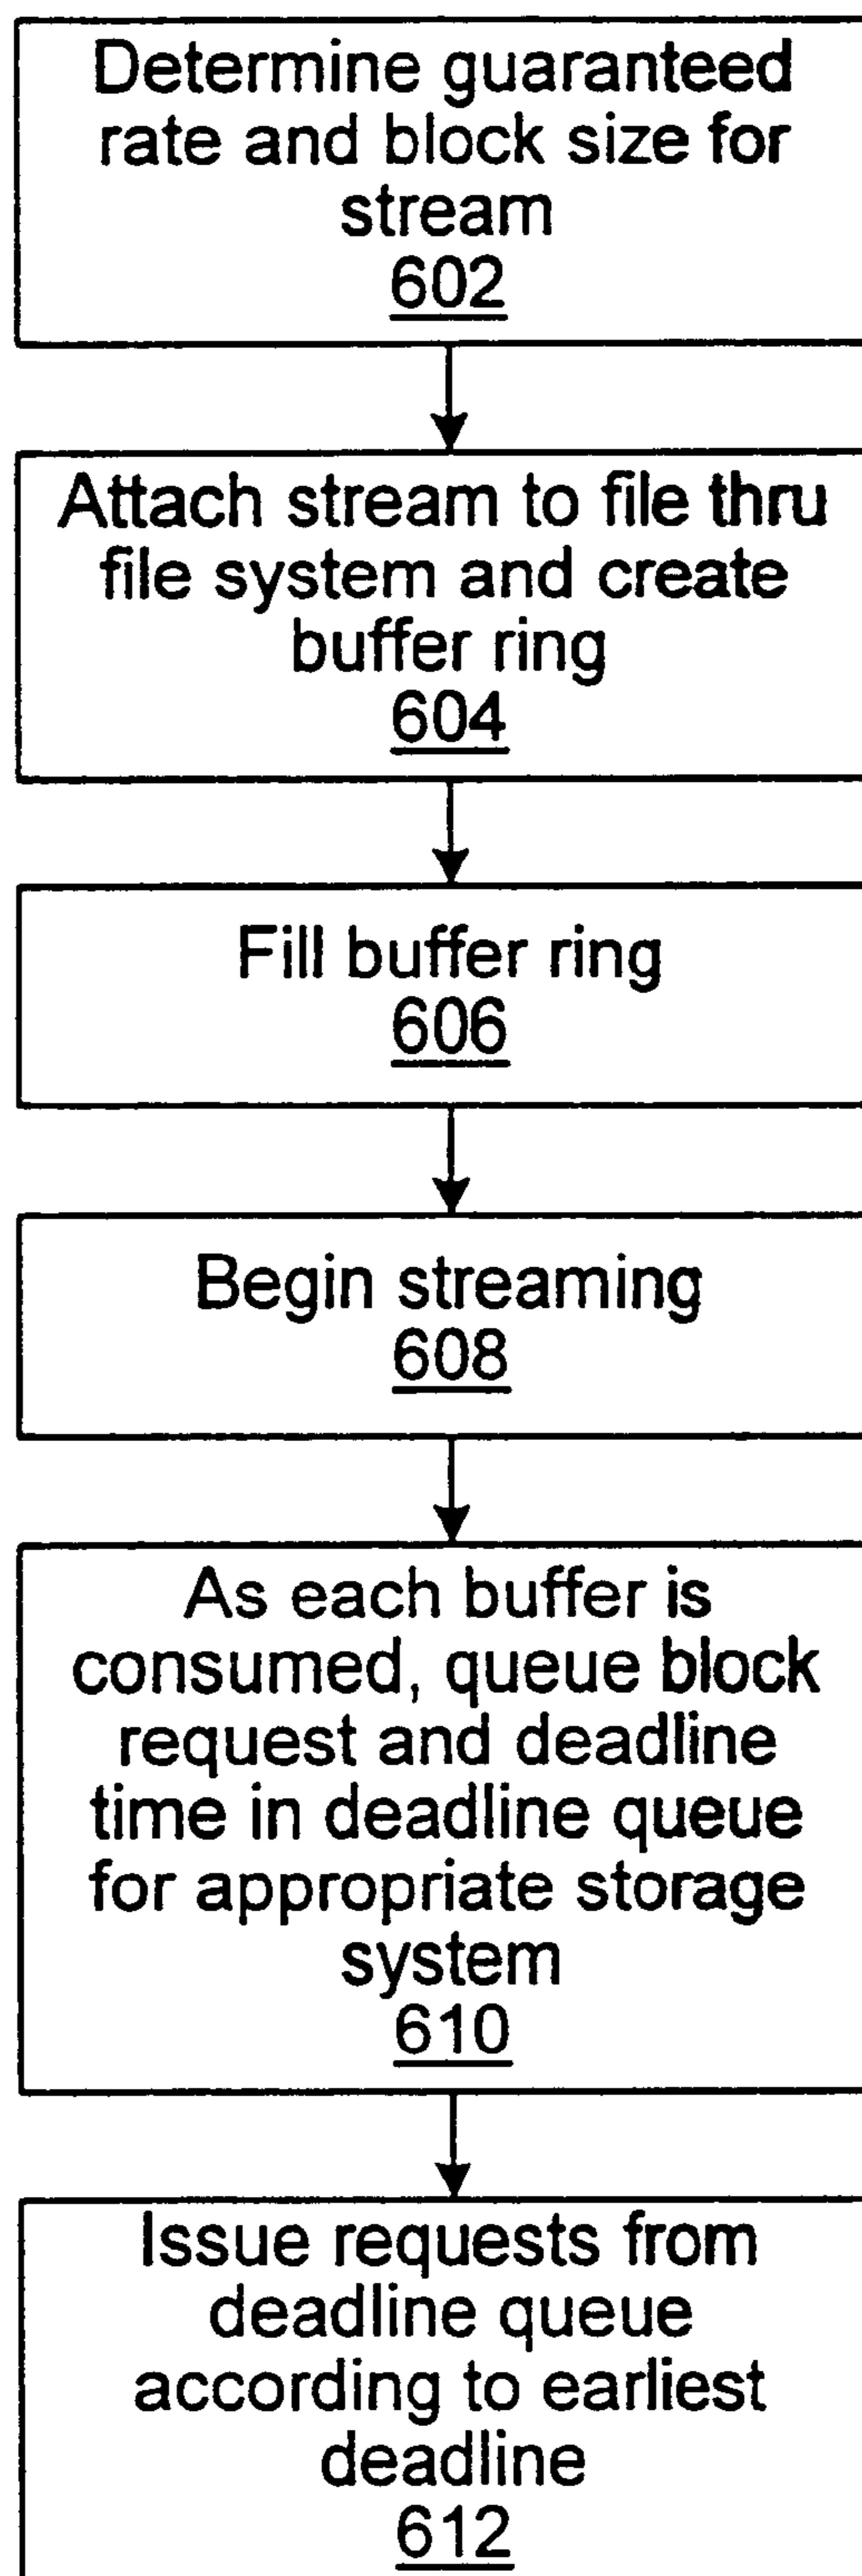 Determine guaranteed
rate and block size for
stream
602
Attach stream to file thru
file system and create
buffer ring
604
Fill buffer ring
606
Begin streaming
608
As each buffer is
consumed, queue block
request and deadline
time in deadline queue
for appropriate storage
system
610
Issue requests from
deadline queue
according to earliest
deadline
612